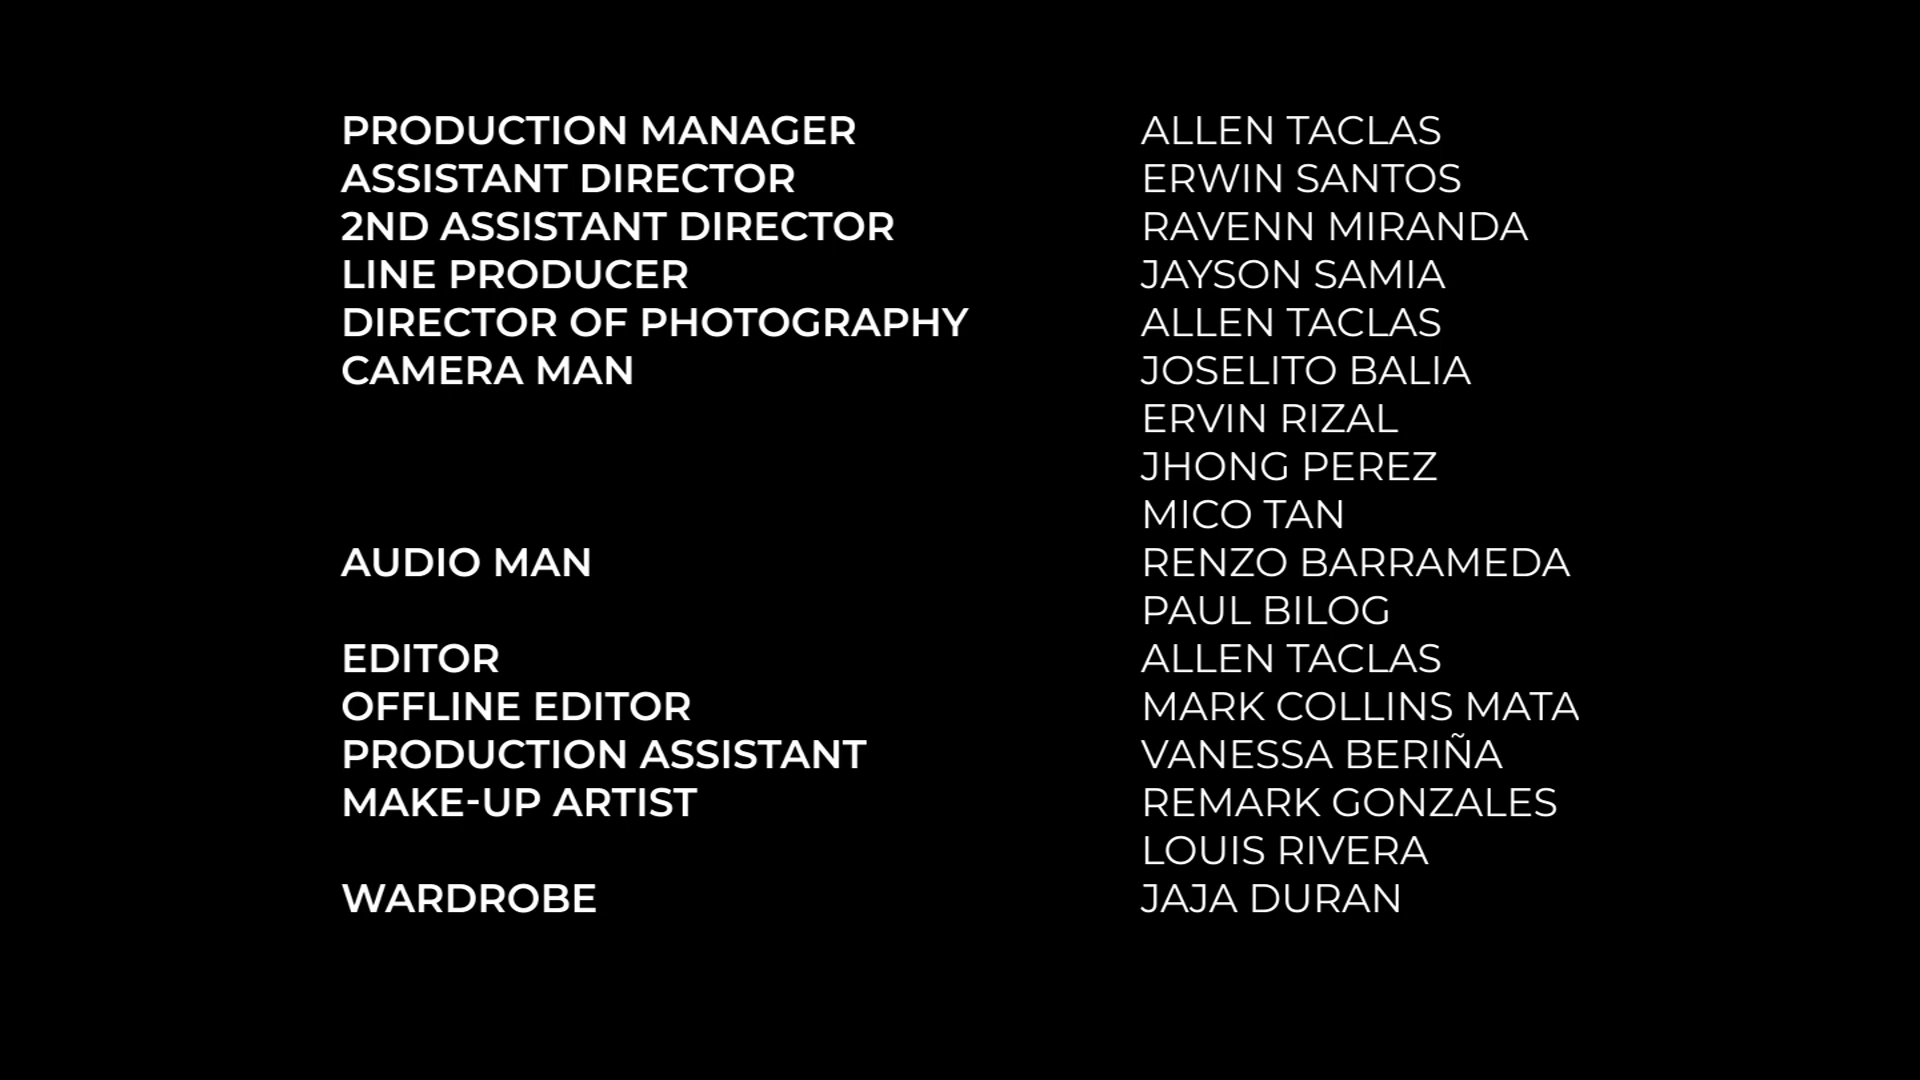 PRODUCTION MANAGER ALLEN TACLAS
ASSISTANT DIRECTOR ERWIN SANTOS
2ND ASSISTANT DIRECTOR RAVENN MIRANDA
LINE PRODUCER JAYSON SAMIA
DIRECTOR OF PHOTOGRAPHY ALLEN TACLAS
CAMERA MAN JOSELITO BALIA
ERVIN RIZAL
JHONG PEREZ
MICO TAN
AUDIO MAN RENZO BARRAMEDA
PAUL BILOG
EDITOR ALLEN TACLAS
OFFLINE EDITOR MARK COLLINS MATA
PRODUCTION ASSISTANT VANESSA BERIÑA
MAKE-UP ARTIST REMARK GONZALES
LOUIS RIVERA
WARDROBE JAJA DURAN